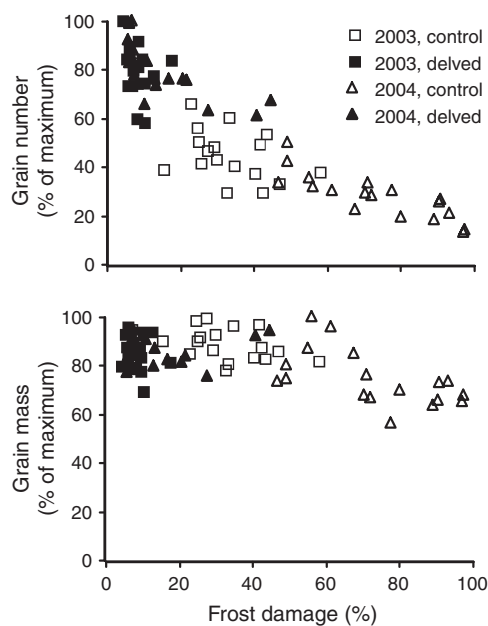 100
80
60
40
20
0
Grain number
(% of maximum)
2003, control
2003, delved
2004, control
2004, delved
100
80
60
40
20
0
Grain mass
(% of maximum)
0 20 40 60 80 100
Frost damage (%)